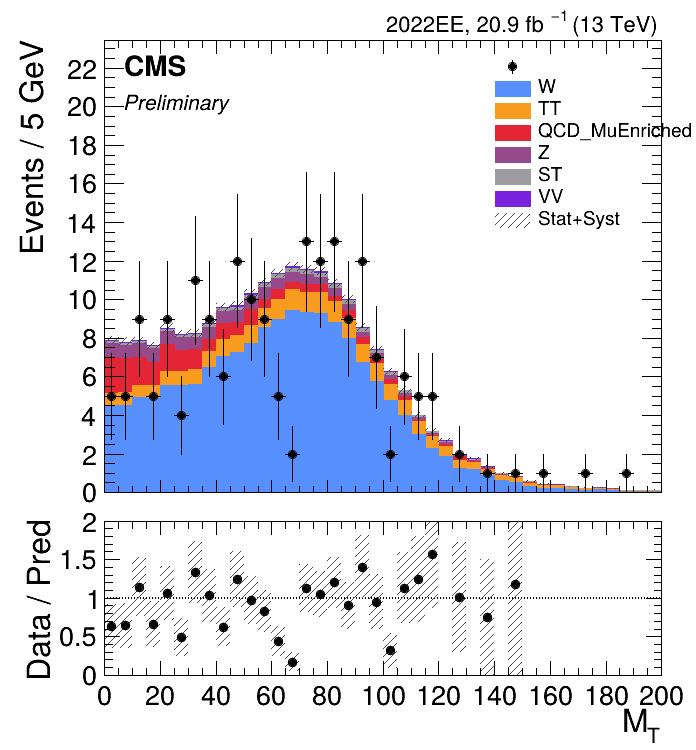 2022EE, 20.9 fb⁻¹ (13 TeV)
CMS
Preliminary
W
TT
QCD_MuEnriched
Z
ST
VV
Stat+Syst
Events / 5 GeV
22
20
18
16
14
12
10
8
6
4
2
0
Data / Pred
2
1.5
1
0.5
0
0 20 40 60 80 100 120 140 160 180 200
M_T